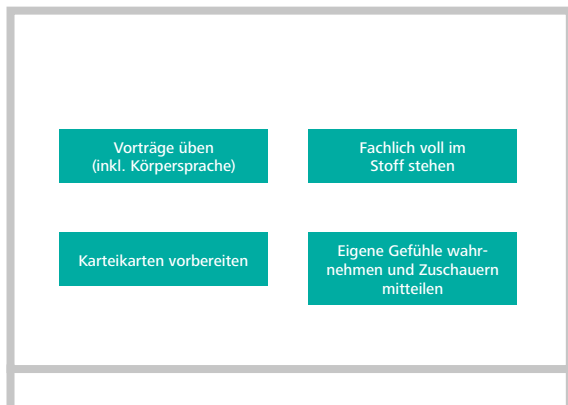 Vorträge üben
(inkl. Körpersprache)
Fachlich voll im
Stoff stehen
Karteikarten vorbereiten
Eigene Gefühle wahr-
nehmen und Zuschauern
mitteilen